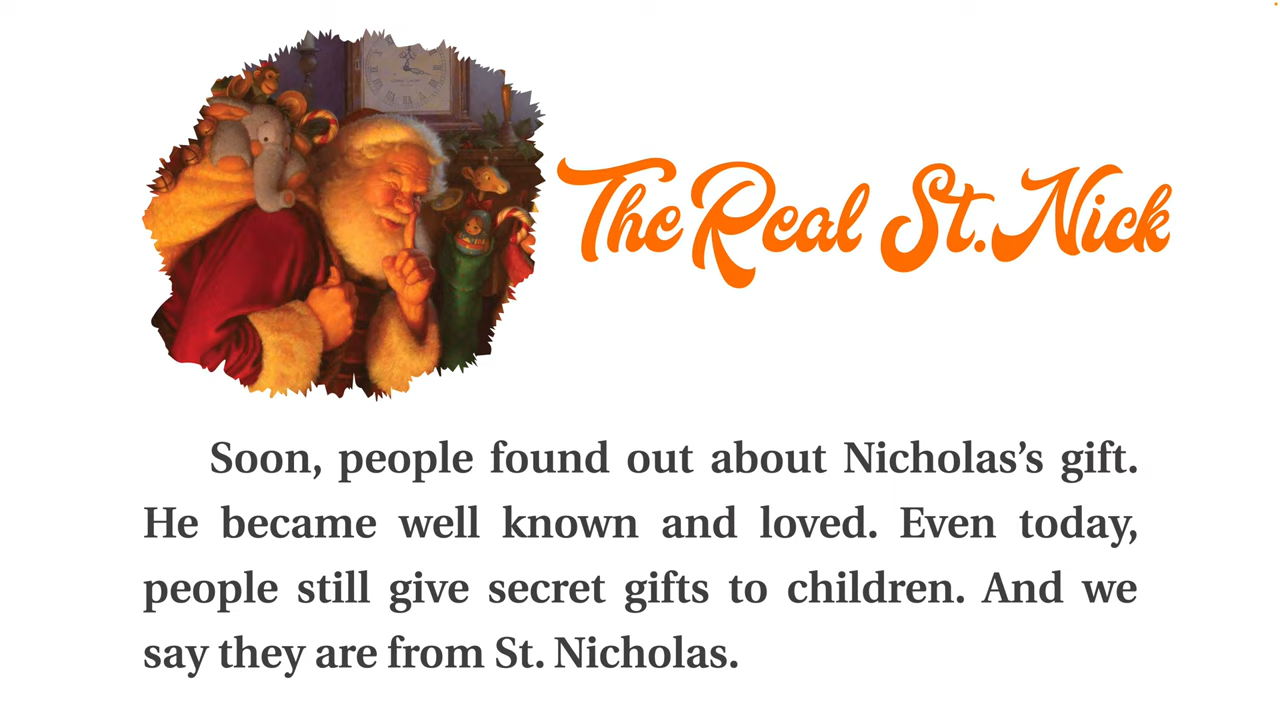 The Real St. Nick
Soon, people found out about Nicholas’s gift.
He became well known and loved. Even today,
people still give secret gifts to children. And we
say they are from St. Nicholas.